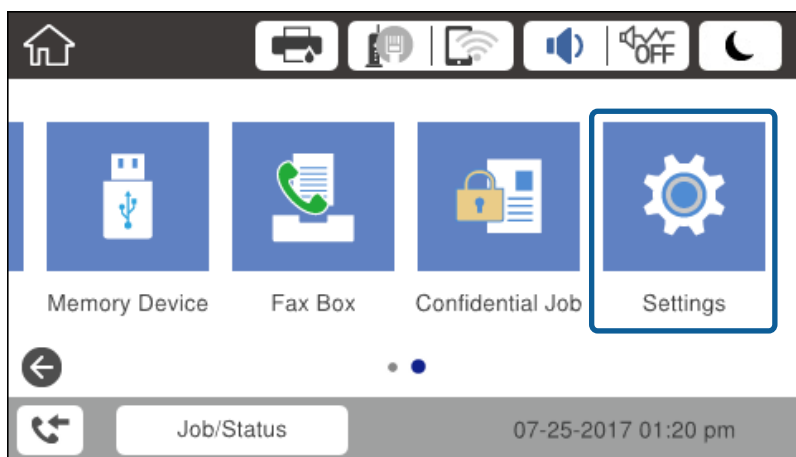 OFF
Memory Device
Fax Box
Confidential Job
Settings
Job/Status
07-25-2017 01:20 pm